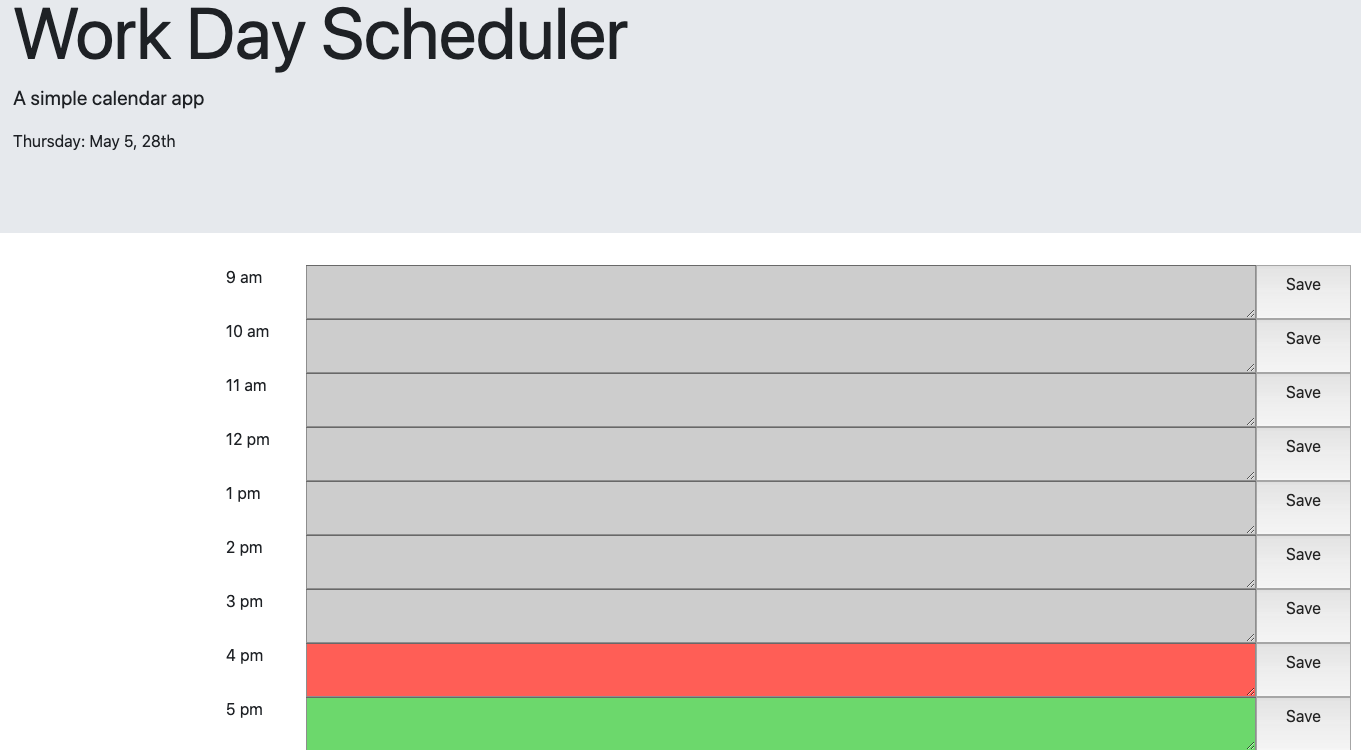 Work Day Scheduler
A simple calendar app
Thursday: May 5, 28th
9 am Save
10 am Save
11 am Save
12 pm Save
1 pm Save
2 pm Save
3 pm Save
4 pm Save
5 pm Save